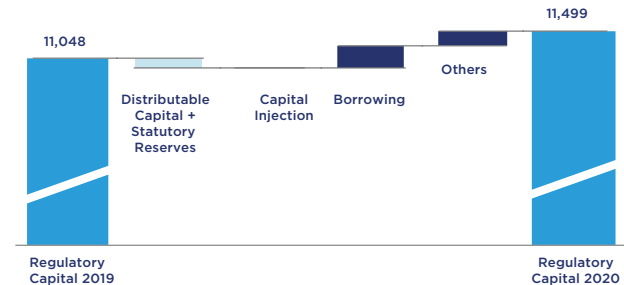 11,048
11,499
Others
Distributable
Capital +
Statutory
Reserves
Capital
Injection
Borrowing
Regulatory
Capital 2019
Regulatory
Capital 2020